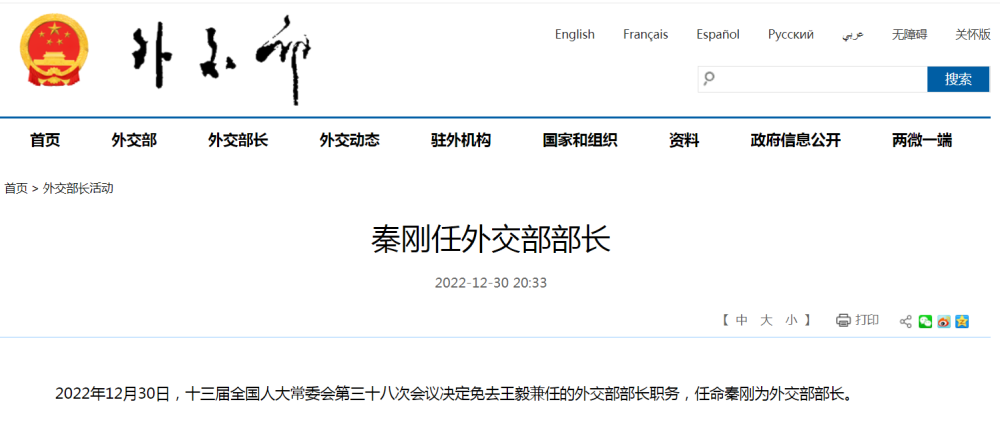 外交部
English Français Español Русский عربي 无障碍 关怀版
搜索
首页 外交部 外交部长 外交动态 驻外机构 国家和组织 资料 政府信息公开 两微一端
首页 > 外交部长活动
秦刚任外交部部长
2022-12-30 20:33
【 中 大 小 】 打印
2022年12月30日，十三届全国人大常委会第三十八次会议决定免去王毅兼任的外交部部长职务，任命秦刚为外交部部长。